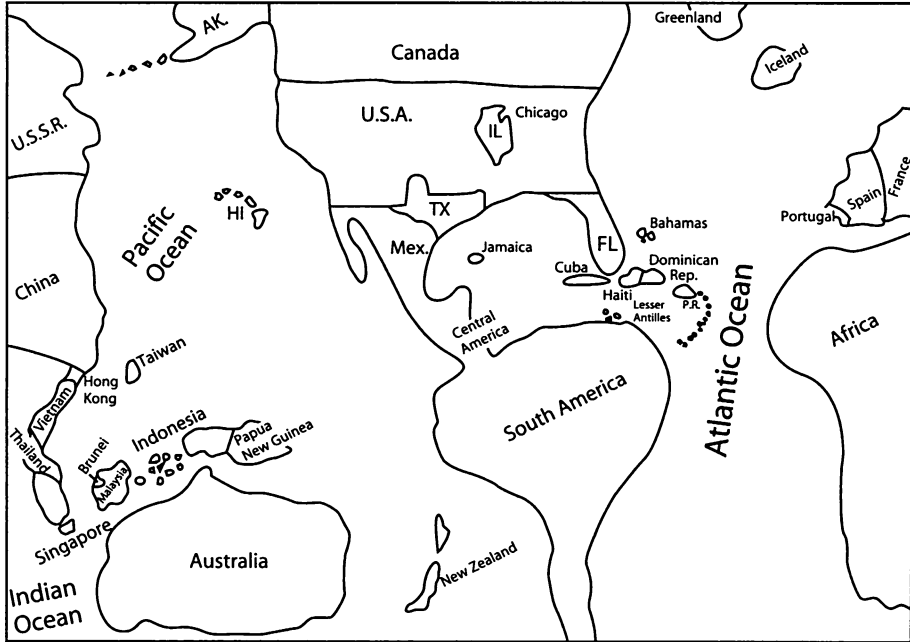 AK.
Greenland
Canada
Iceland
U.S.S.R.
U.S.A.
Chicago
IL
France
Spain
Portugal
HI
TX
Pacific
Ocean
Mex.
Jamaica
FL
Bahamas
China
Cuba
Dominican
Rep.
Haiti
P.R.
Lesser
Antilles
Central
America
Atlantic Ocean
Africa
Taiwan
Hong
Kong
Vietnam
South America
Thailand
Brunei
Indonesia
Papua
New Guinea
Malaysia
Singapore
Australia
New Zealand
Indian
Ocean